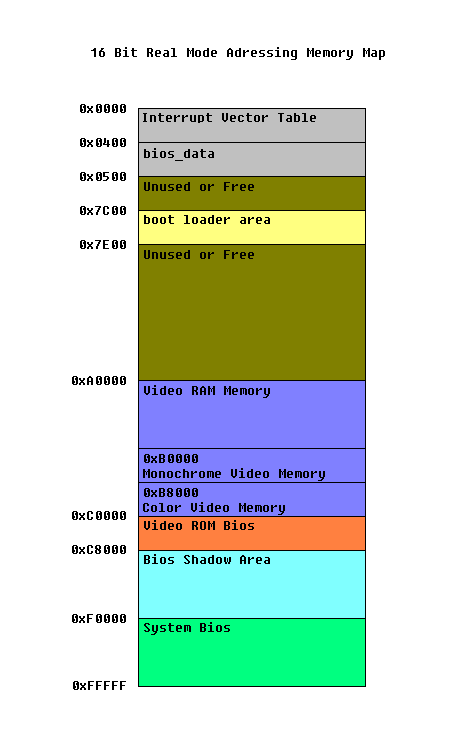 16 Bit Real Mode Adressing Memory Map
0x0000
Interrupt Vector Table
0x0400
bios_data
0x0500
Unused or Free
0x7C00
boot loader area
0x7E00
Unused or Free
0xA0000
Video RAM Memory
0xB0000
Monochrome Video Memory
0xB8000
Color Video Memory
0xC0000
Video ROM Bios
0xC8000
Bios Shadow Area
0xF0000
System Bios
0xFFFFF